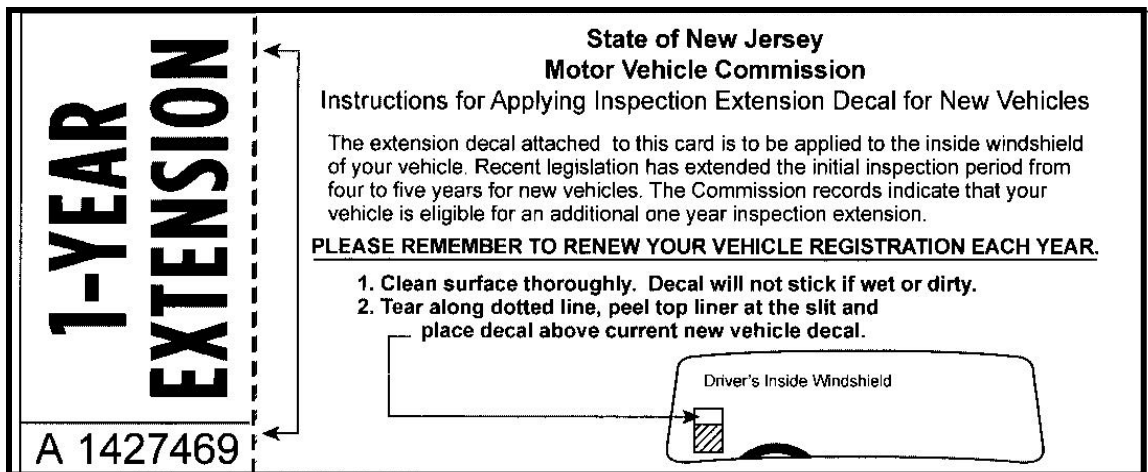 1-YEAR
EXTENSION
A 1427469
State of New Jersey
Motor Vehicle Commission
Instructions for Applying Inspection Extension Decal for New Vehicles
The extension decal attached to this card is to be applied to the inside windshield
of your vehicle. Recent legislation has extended the initial inspection period from
four to five years for new vehicles. The Commission records indicate that your
vehicle is eligible for an additional one year inspection extension.
PLEASE REMEMBER TO RENEW YOUR VEHICLE REGISTRATION EACH YEAR.
1. Clean surface thoroughly. Decal will not stick if wet or dirty.
2. Tear along dotted line, peel top liner at the slit and
place decal above current new vehicle decal.
Driver's Inside Windshield